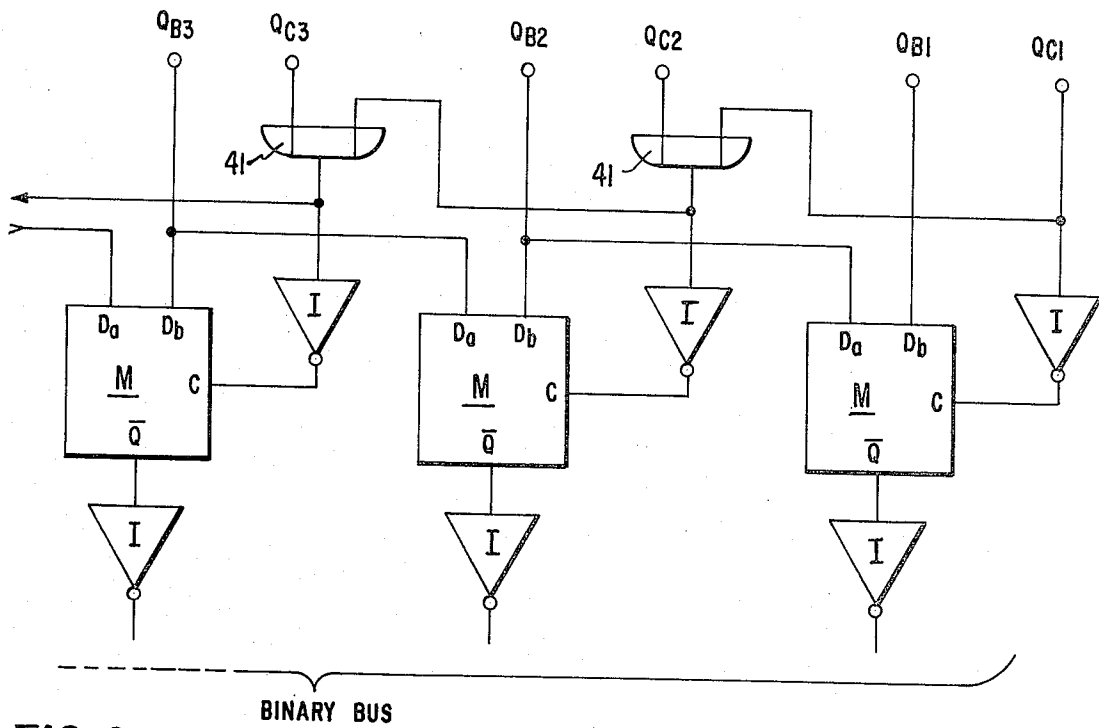 QB3 QC3 QB2 QC2 QB1 QC1
41 41
I I I
Da Db Da Db Da Db
M C M C M C
Q̅ Q̅ Q̅
I I I
BINARY BUS